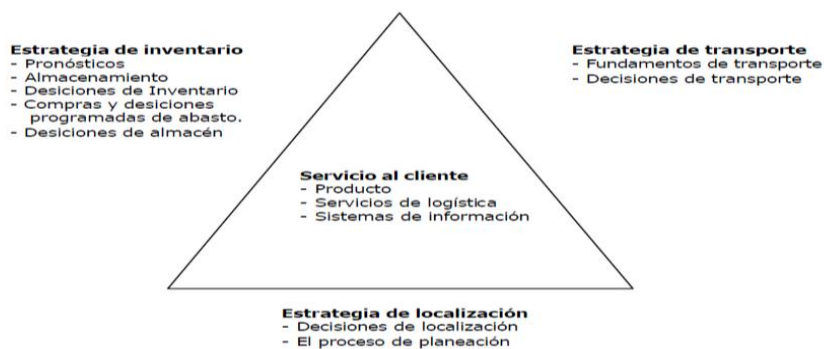 Estrategia de inventario
- Pronósticos
- Almacenamiento
- Desiciones de Inventario
- Compras y desiciones
programadas de abasto.
- Desiciones de almacén
Estrategia de transporte
- Fundamentos de transporte
- Decisiones de transporte
Servicio al cliente
- Producto
- Servicios de logística
- Sistemas de información
Estrategia de localización
- Decisiones de localización
- El proceso de planeación